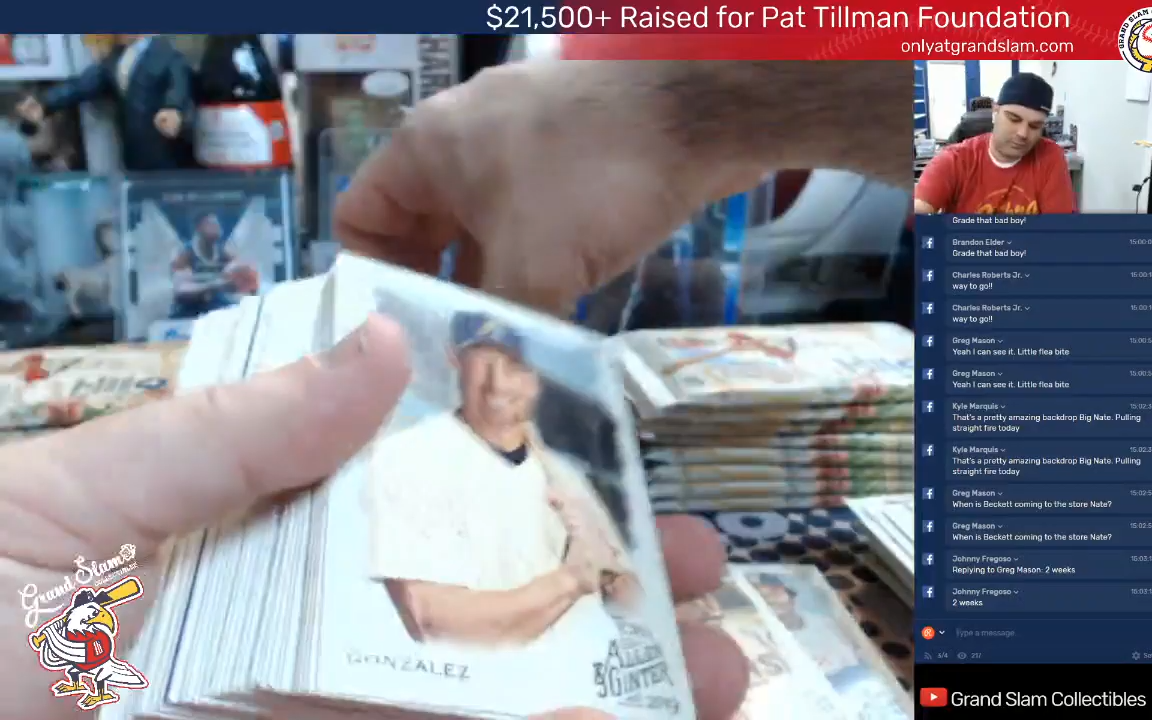 $21,500+ Raised for Pat Tillman Foundation
onlyatgrandslam.com
GRAND SLAM
Grade that bad boy!
Brandon Elder
Grade that bad boy!
Charles Roberts Jr.
way to go!!
Charles Roberts Jr.
way to go!!
Greg Mason
Yeah I can see it. Little flea bite
Greg Mason
Yeah I can see it. Little flea bite
Kyle Marquis
That's a pretty amazing backdrop Big Nate. Pulling
straight fire today
Kyle Marquis
That's a pretty amazing backdrop Big Nate. Pulling
straight fire today
Greg Mason
When is Beckett coming to the store Nate?
Greg Mason
When is Beckett coming to the store Nate?
Johnny Fregoso
Replying to Greg Mason: 2 weeks
Johnny Fregoso
2 weeks
Type a message
Grand Slam Collectibles
Grand Slam
GONZALEZ
ALLEN
& GINTER
2019